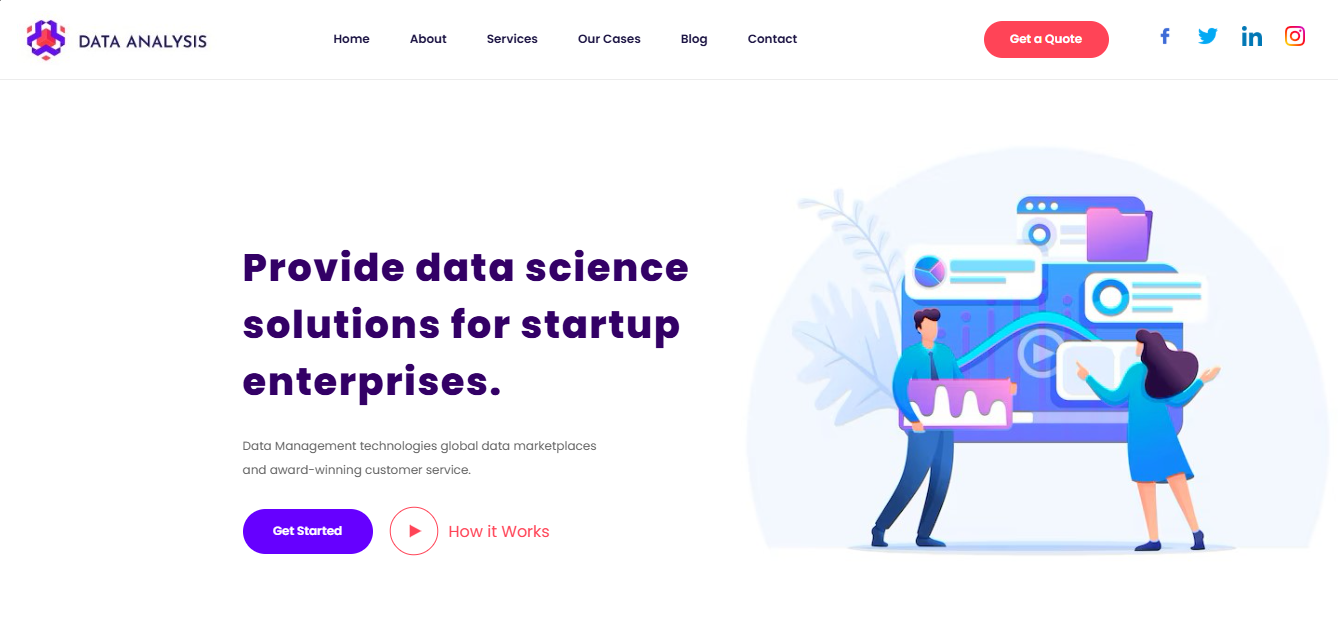 DATA ANALYSIS
Home About Services Our Cases Blog Contact
Get a Quote
Provide data science
solutions for startup
enterprises.
Data Management technologies global data marketplaces
and award-winning customer service.
Get Started
How it Works